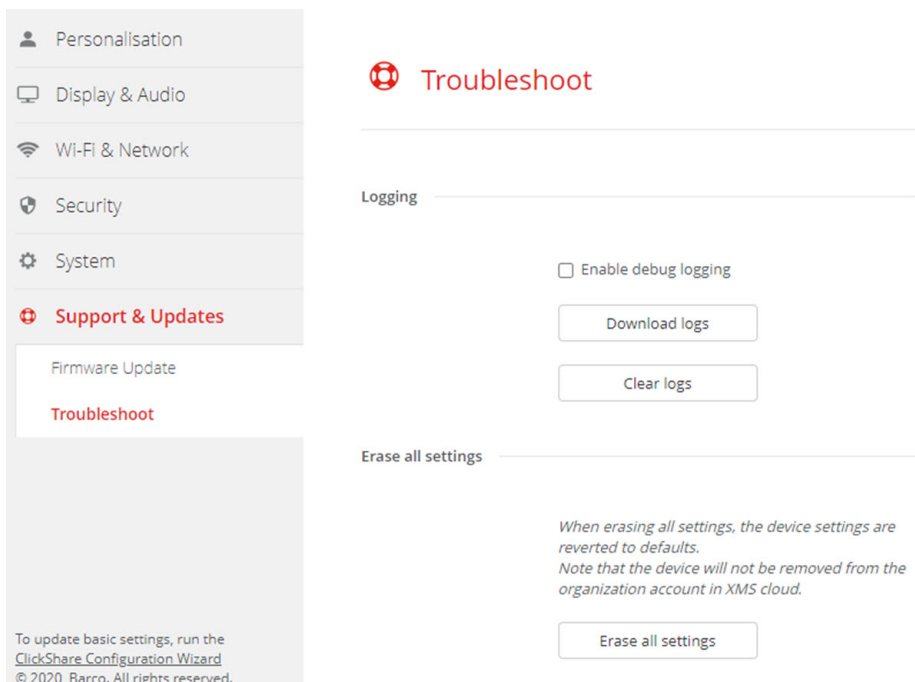 Personalisation
Display & Audio
Wi-Fi & Network
Security
System
Support & Updates
Firmware Update
Troubleshoot
To update basic settings, run the
ClickShare Configuration Wizard
© 2020 Barco. All rights reserved.
Troubleshoot
Logging
Enable debug logging
Download logs
Clear logs
Erase all settings
When erasing all settings, the device settings are
reverted to defaults.
Note that the device will not be removed from the
organization account in XMS cloud.
Erase all settings